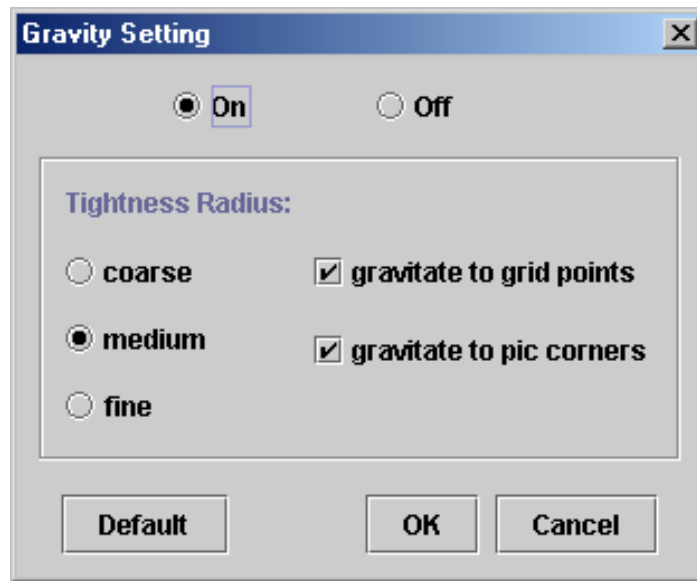 Gravity Setting
On Off
Tightness Radius:
coarse gravitate to grid points
medium gravitate to pic corners
fine
Default OK Cancel